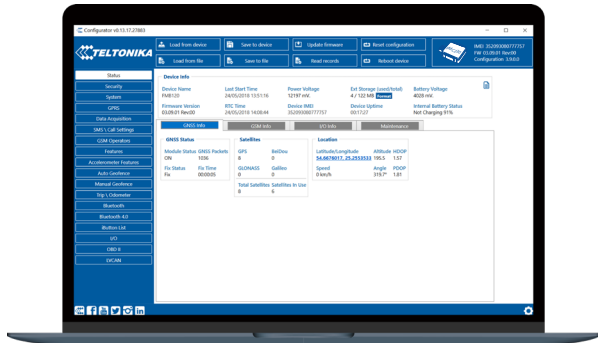 Configurator v0.13.17.27883
TELTONIKA
Load from device
Save to device
Update firmware
Reset configuration
Load from file
Save to file
Read records
Reboot device
IMEI 352093080777757
FW 03.09.01 Rev:00
Configuration 1.9.0.0
Status
Security
System
GPRS
Data Acquisition
SMS \ Call Settings
GSM Operators
Features
Accelerometer Features
Auto Geofence
Manual Geofence
Trip \ Odometer
Bluetooth
Bluetooth 4.0
iButton List
I/O
OBD II
LVCAN
Device Info
Device Name Last Start Time Power Voltage Ext Storage (used/total) Battery Voltage
FMB120 24/05/2018 13:51:16 12197 mV. 4 / 122 MB Format 4028 mV.
Firmware Version RTC Time Device IMEI Device Uptime Internal Battery Status
03.09.01 Rev:00 24/05/2018 14:08:44 352093080777757 00:17:27 Not Charging 91%
GNSS Info GSM Info I/O Info Maintenance
GNSS Status
Module Status GNSS Packets
ON 1036
Fix Status Fix Time
Fix 00:00:05
Satellites
GPS BeiDou
8 0
GLONASS Galileo
0 0
Total Satellites Satellites In Use
8 6
Location
Latitude/Longitude Altitude HDOP
54.6678017, 25.2553533 195.5 1.57
Speed Angle PDOP
0 km/h 319.7° 1.81